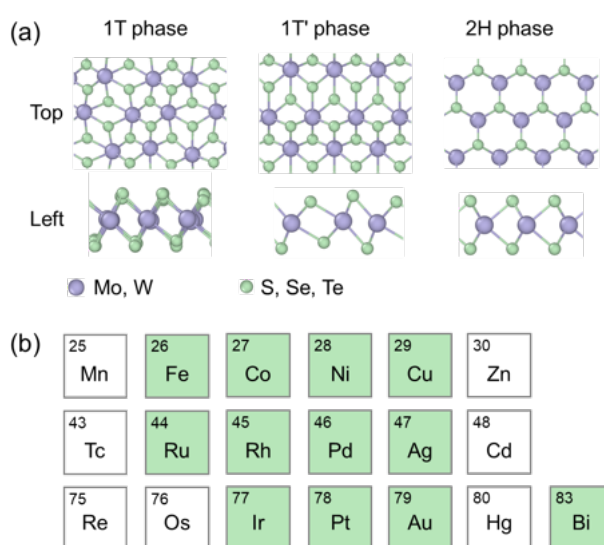 (a)
1T phase 1T' phase 2H phase
Top
Left
Mo, W S, Se, Te
(b)
25 26 27 28 29 30
Mn Fe Co Ni Cu Zn
43 44 45 46 47 48
Tc Ru Rh Pd Ag Cd
75 76 77 78 79 80 83
Re Os Ir Pt Au Hg Bi